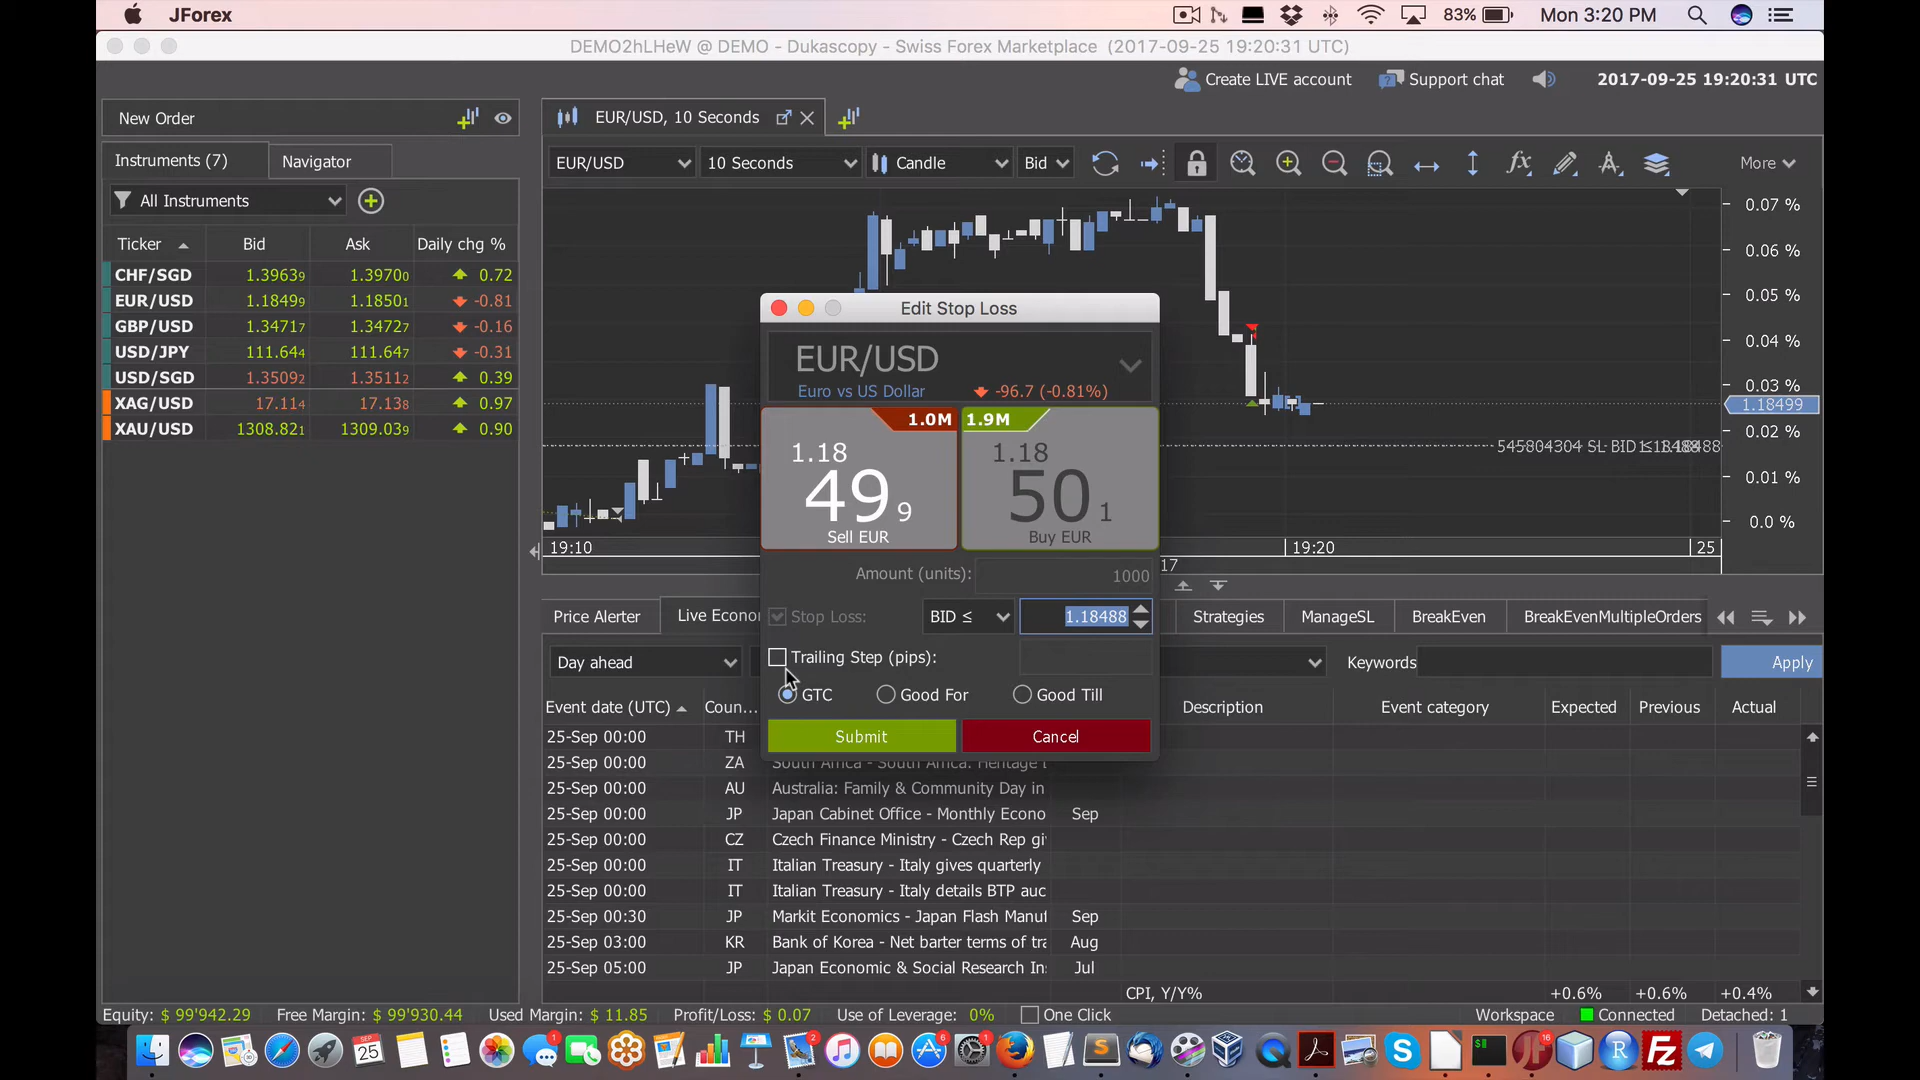 JForex
83%
Mon 3:20 PM
DEMO2hLHeW @ DEMO - Dukascopy - Swiss Forex Marketplace (2017-09-25 19:20:31 UTC)
Create LIVE account
Support chat
2017-09-25 19:20:31 UTC
New Order
EUR/USD, 10 Seconds
Instruments (7)
Navigator
EUR/USD
10 Seconds
Candle
Bid
More
All Instruments
Ticker Bid Ask Daily chg %
CHF/SGD 1.39639 1.39700 0.72
EUR/USD 1.18499 1.18501 -0.81
GBP/USD 1.34717 1.34727 -0.16
USD/JPY 111.644 111.647 -0.31
USD/SGD 1.35092 1.35112 0.39
XAG/USD 17.114 17.138 0.97
XAU/USD 1308.821 1309.039 0.90
0.07 %
0.06 %
0.05 %
0.04 %
0.03 %
1.18499
0.02 %
0.01 %
0.0 %
545804304 SL BID ≤
19:10
19:20
25
17
Edit Stop Loss
EUR/USD
Euro vs US Dollar
-96.7 (-0.81%)
1.0M
1.9M
1.18
49 9
Sell EUR
1.18
50 1
Buy EUR
Amount (units): 1000
Stop Loss: BID ≤ 1.18488
Trailing Step (pips):
GTC
Good For
Good Till
Submit
Cancel
Price Alerter
Live Econo
Strategies
ManageSL
BreakEven
BreakEvenMultipleOrders
Day ahead
Keywords
Apply
Event date (UTC) Coun... Description Event category Expected Previous Actual
25-Sep 00:00 TH
25-Sep 00:00 ZA South Africa - South Africa: Heritage
25-Sep 00:00 AU Australia: Family & Community Day in
25-Sep 00:00 JP Japan Cabinet Office - Monthly Econo Sep
25-Sep 00:00 CZ Czech Finance Ministry - Czech Rep gi
25-Sep 00:00 IT Italian Treasury - Italy gives quarterly
25-Sep 00:00 IT Italian Treasury - Italy details BTP auc
25-Sep 00:30 JP Markit Economics - Japan Flash Manuf Sep
25-Sep 03:00 KR Bank of Korea - Net barter terms of tra Aug
25-Sep 05:00 JP Japan Economic & Social Research In Jul
CPI, Y/Y% +0.6% +0.6% +0.4%
Equity: $ 99'942.29 Free Margin: $ 99'930.44 Used Margin: $ 11.85 Profit/Loss: $ 0.07 Use of Leverage: 0% One Click
Workspace Connected Detached: 1
SEP
25
1
2
6
1
16